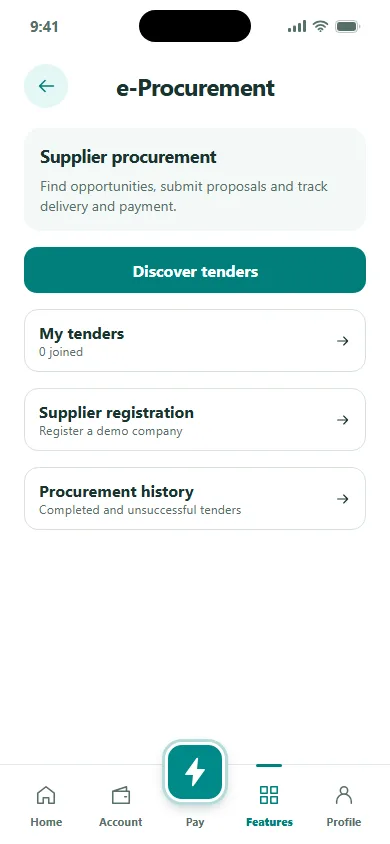 9:41
e-Procurement
Supplier procurement
Find opportunities, submit proposals and track
delivery and payment.
Discover tenders
My tenders
0 joined
Supplier registration
Register a demo company
Procurement history
Completed and unsuccessful tenders
Home
Account
Pay
Features
Profile